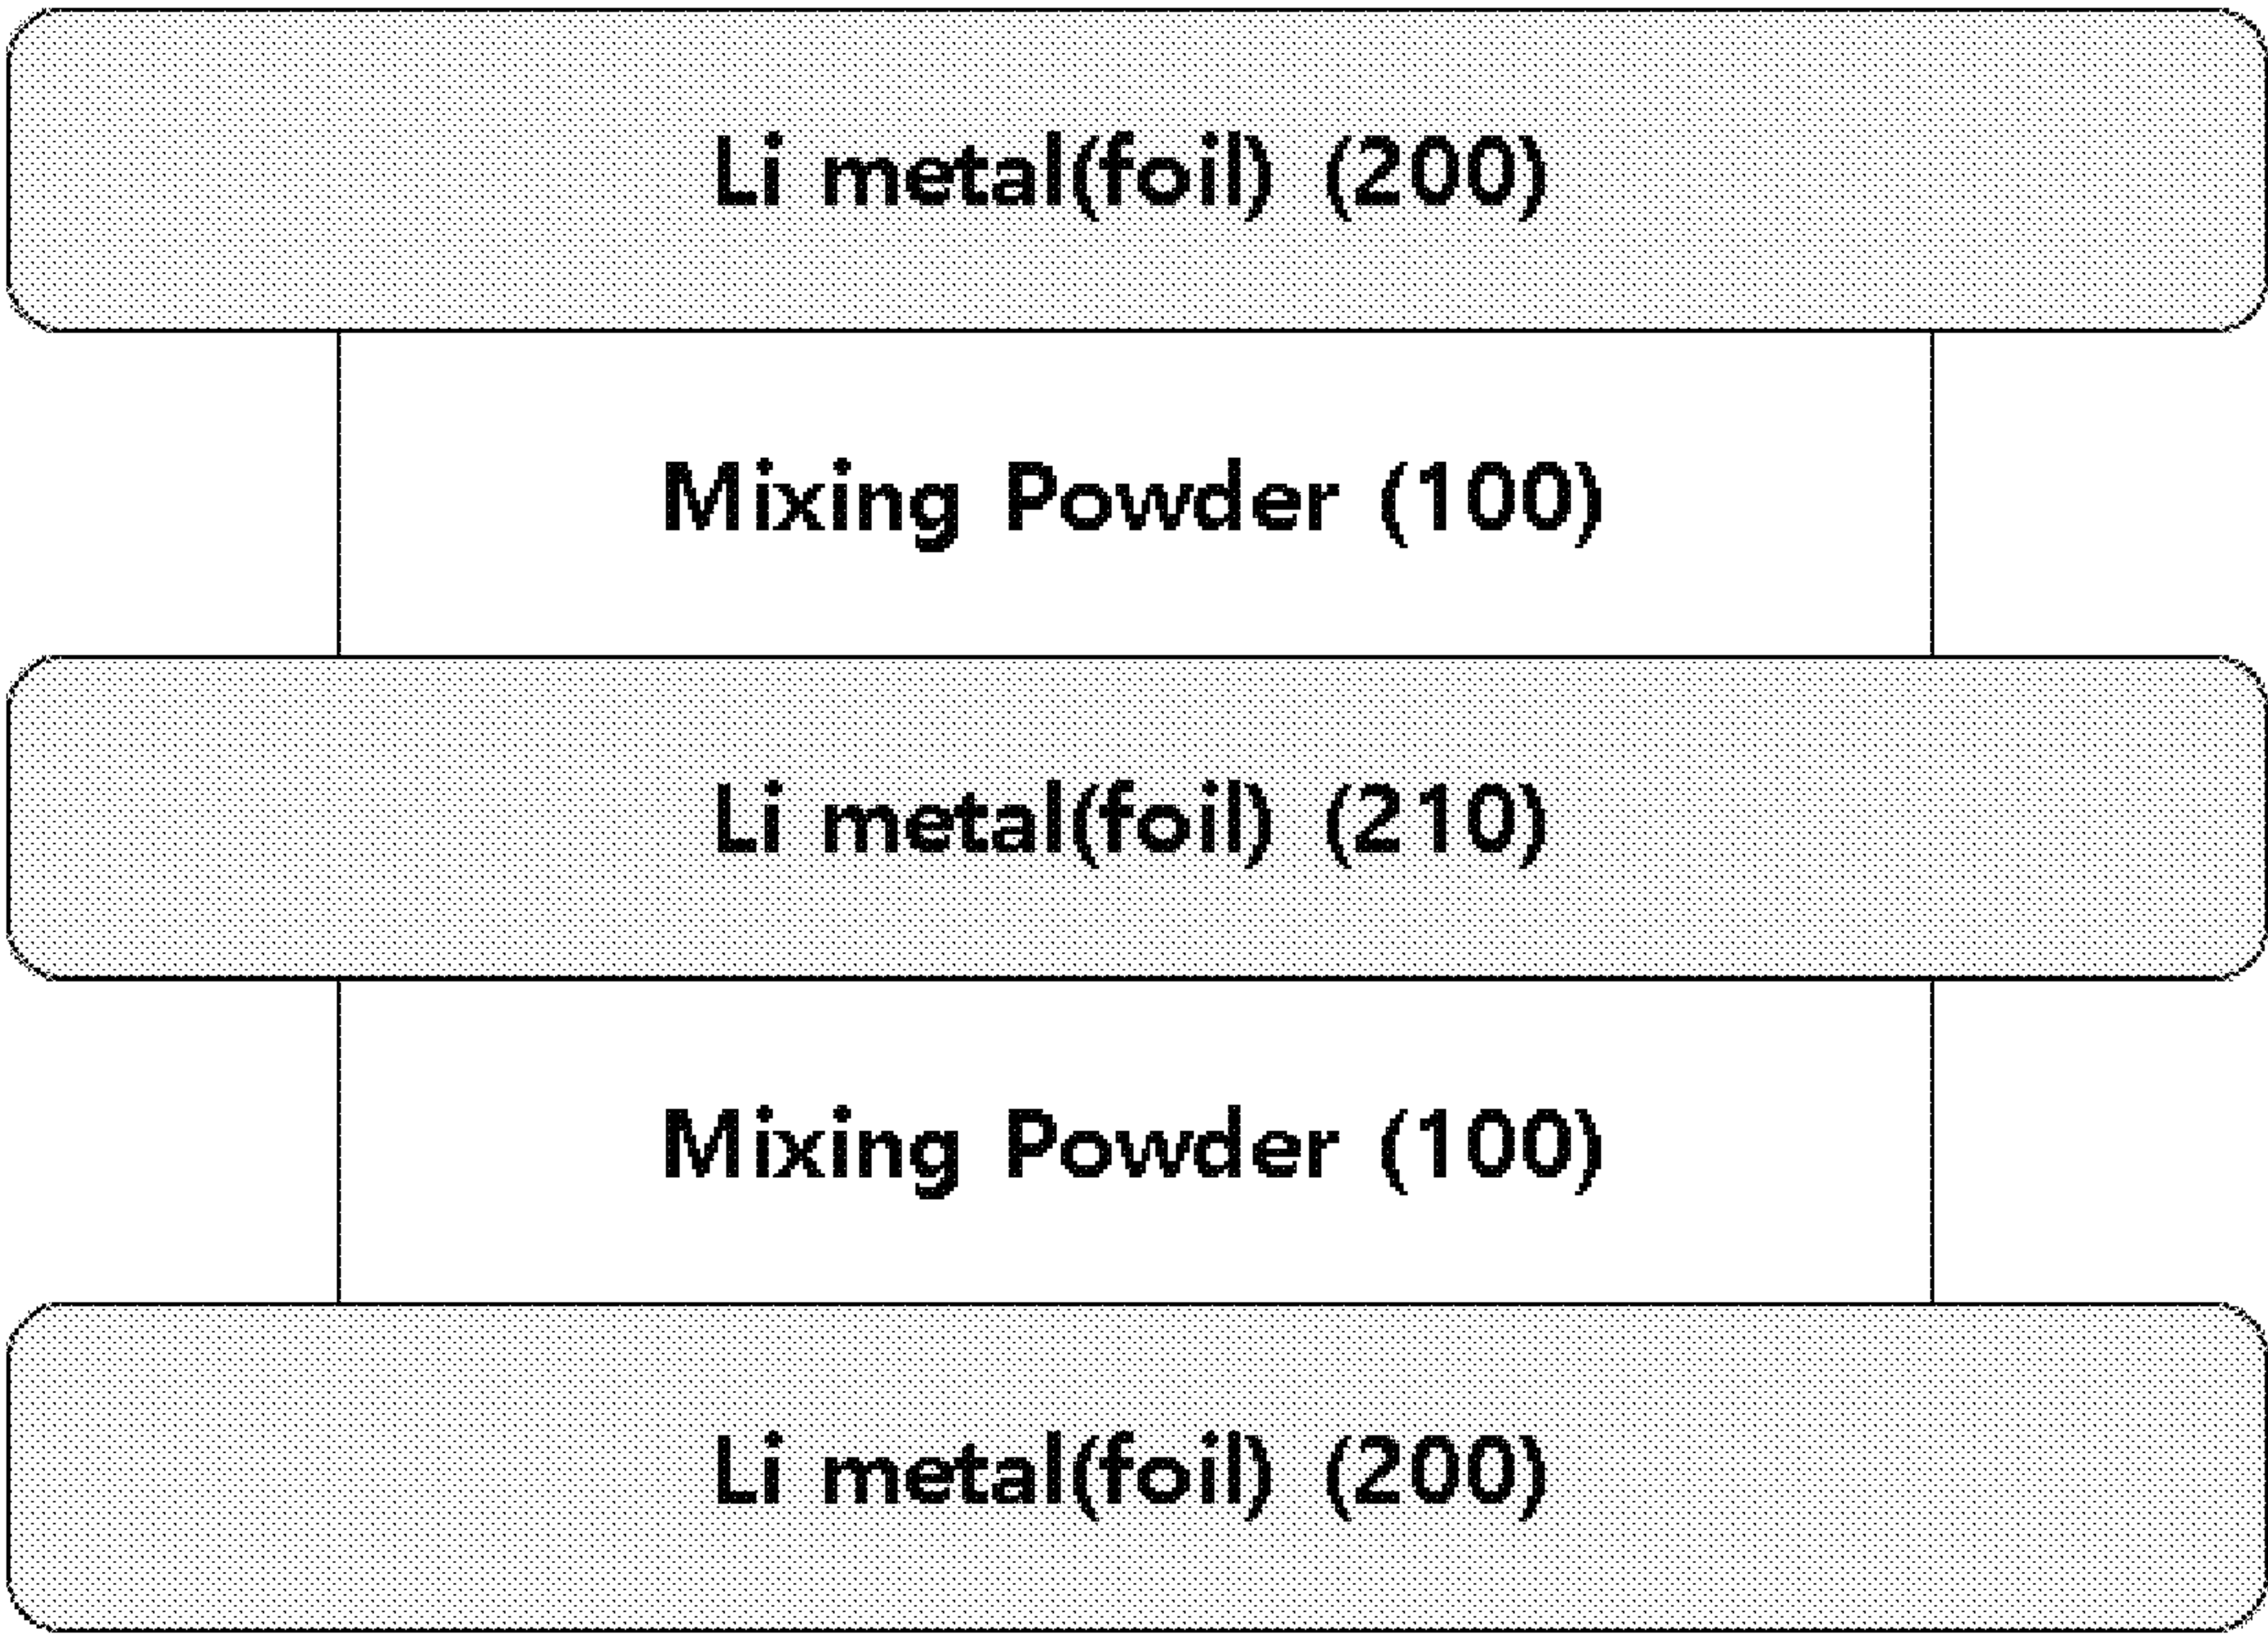 Li metal(foil) (200)
Mixing Powder (100)
Li metal(foil) (210)
Mixing Powder (100)
Li metal(foil) (200)